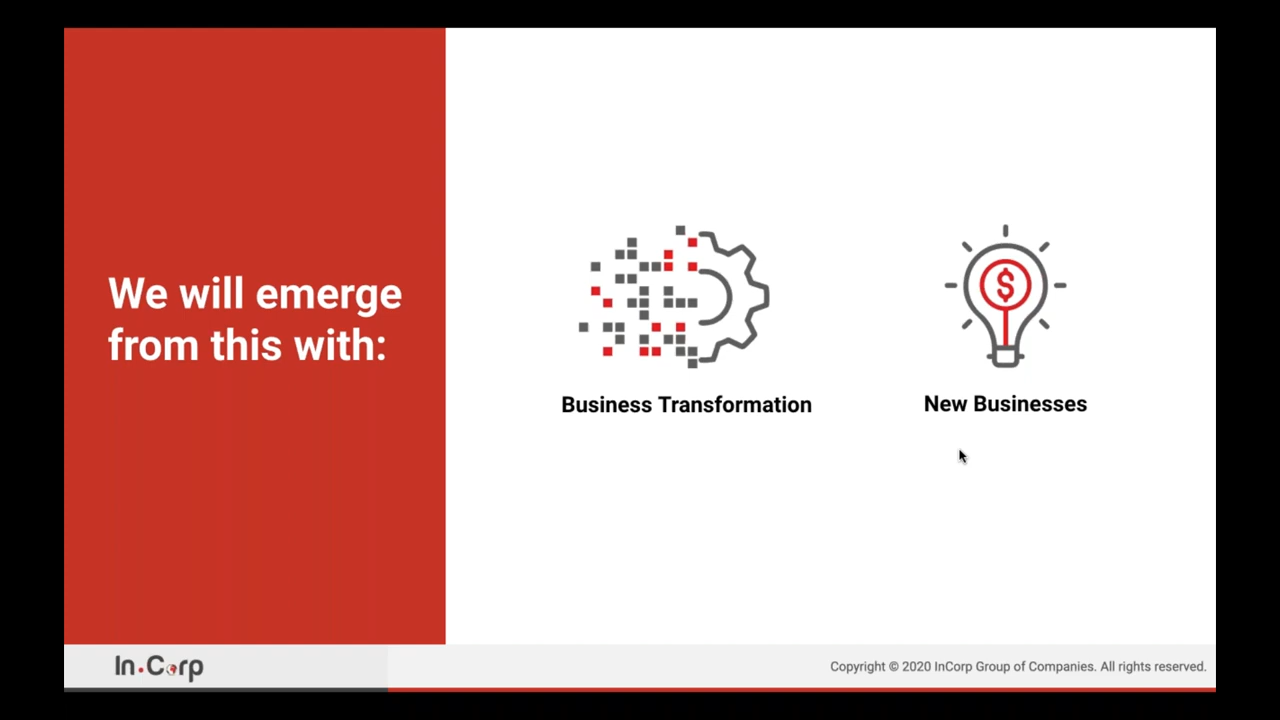 We will emerge
from this with:
$
Business Transformation
New Businesses
In.Corp
Copyright © 2020 InCorp Group of Companies. All rights reserved.